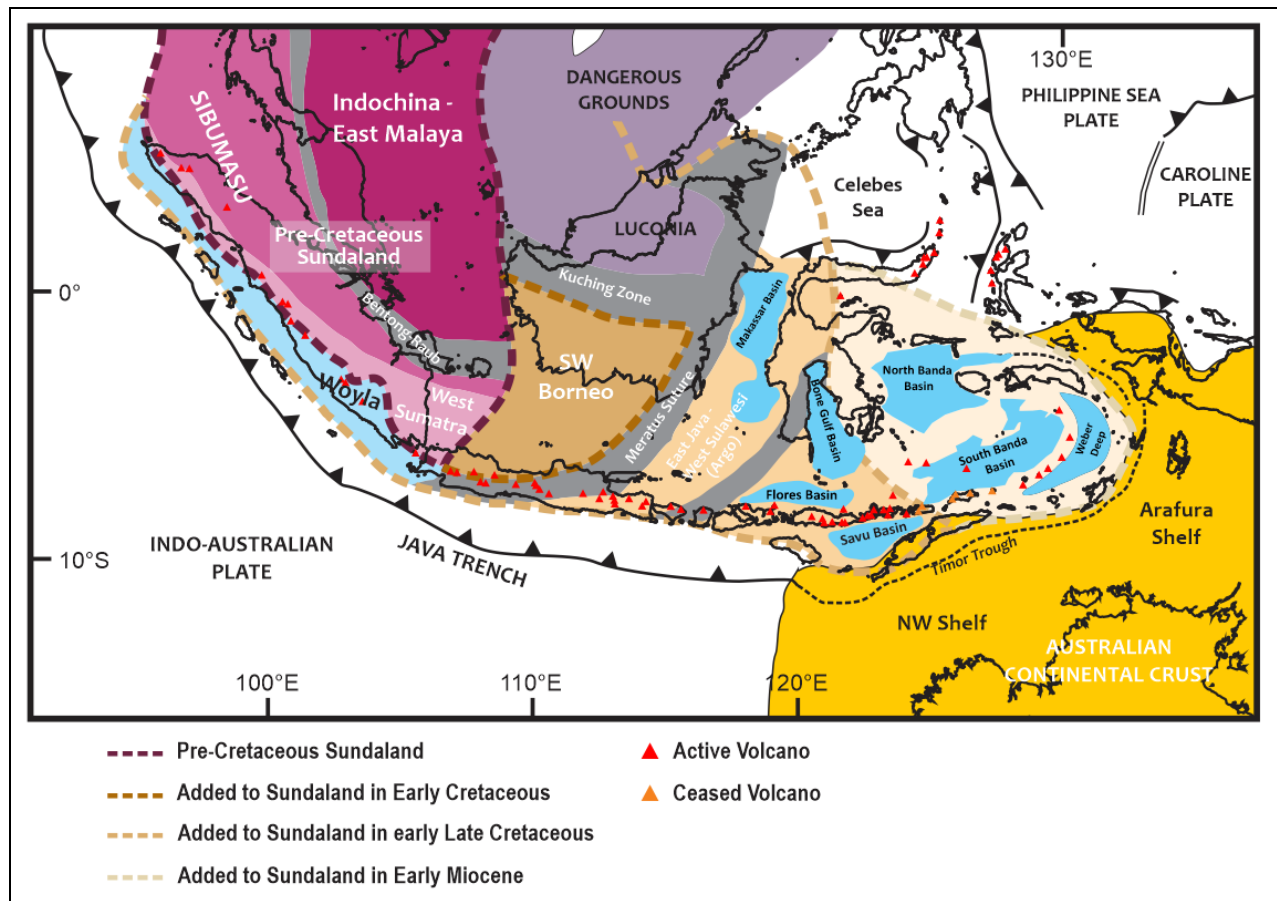 130°E
DANGEROUS
GROUNDS
PHILIPPINE SEA
PLATE
Indochina -
East Malaya
SIBUMASU
CAROLINE
PLATE
Celebes
Sea
LUCONIA
Pre-Cretaceous
Sundaland
Kuching Zone
0°
Bentong Raub
Makassar Basin
SW
Borneo
North Banda
Basin
Woyla
West
Sumatra
Meratus Suture
East Java -
West Sulawesi
(Argo)
Bone Gulf Basin
South Banda
Basin
Weber
Deep
Flores Basin
Savu Basin
Arafura
Shelf
INDO-AUSTRALIAN
PLATE
JAVA TRENCH
10°S
Timor Trough
NW Shelf
AUSTRALIAN
CONTINENTAL CRUST
100°E
110°E
120°E
Pre-Cretaceous Sundaland
Active Volcano
Added to Sundaland in Early Cretaceous
Ceased Volcano
Added to Sundaland in early Late Cretaceous
Added to Sundaland in Early Miocene